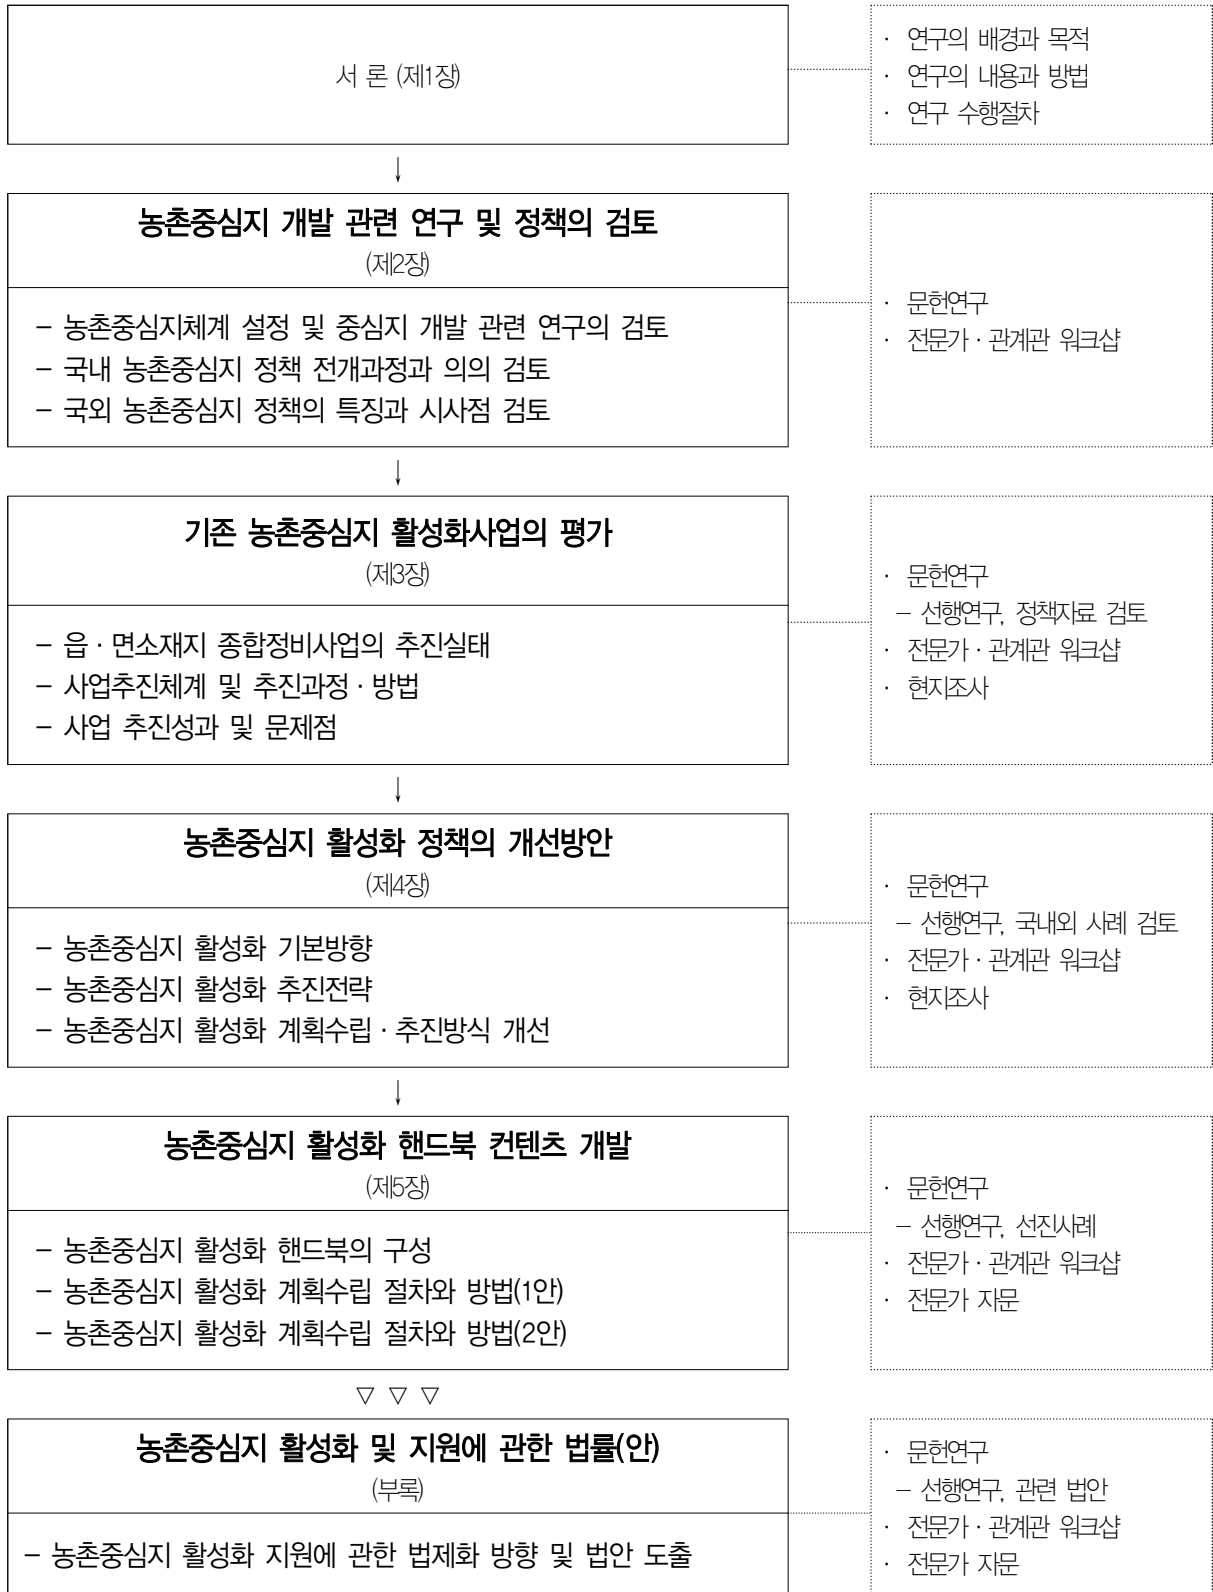 서 론 (제1장)
· 연구의 배경과 목적
· 연구의 내용과 방법
· 연구 수행절차
↓
농촌중심지 개발 관련 연구 및 정책의 검토
(제2장)
– 농촌중심지체계 설정 및 중심지 개발 관련 연구의 검토
– 국내 농촌중심지 정책 전개과정과 의의 검토
– 국외 농촌중심지 정책의 특징과 시사점 검토
· 문헌연구
· 전문가·관계관 워크샵
↓
기존 농촌중심지 활성화사업의 평가
(제3장)
– 읍·면소재지 종합정비사업의 추진실태
– 사업추진체계 및 추진과정·방법
– 사업 추진성과 및 문제점
· 문헌연구
– 선행연구, 정책자료 검토
· 전문가·관계관 워크샵
· 현지조사
↓
농촌중심지 활성화 정책의 개선방안
(제4장)
– 농촌중심지 활성화 기본방향
– 농촌중심지 활성화 추진전략
– 농촌중심지 활성화 계획수립·추진방식 개선
· 문헌연구
– 선행연구, 국내외 사례 검토
· 전문가·관계관 워크샵
· 현지조사
↓
농촌중심지 활성화 핸드북 컨텐츠 개발
(제5장)
– 농촌중심지 활성화 핸드북의 구성
– 농촌중심지 활성화 계획수립 절차와 방법(1안)
– 농촌중심지 활성화 계획수립 절차와 방법(2안)
· 문헌연구
– 선행연구, 선진사례
· 전문가·관계관 워크샵
· 전문가 자문
▽ ▽ ▽
농촌중심지 활성화 및 지원에 관한 법률(안)
(부록)
– 농촌중심지 활성화 지원에 관한 법제화 방향 및 법안 도출
· 문헌연구
– 선행연구, 관련 법안
· 전문가·관계관 워크샵
· 전문가 자문